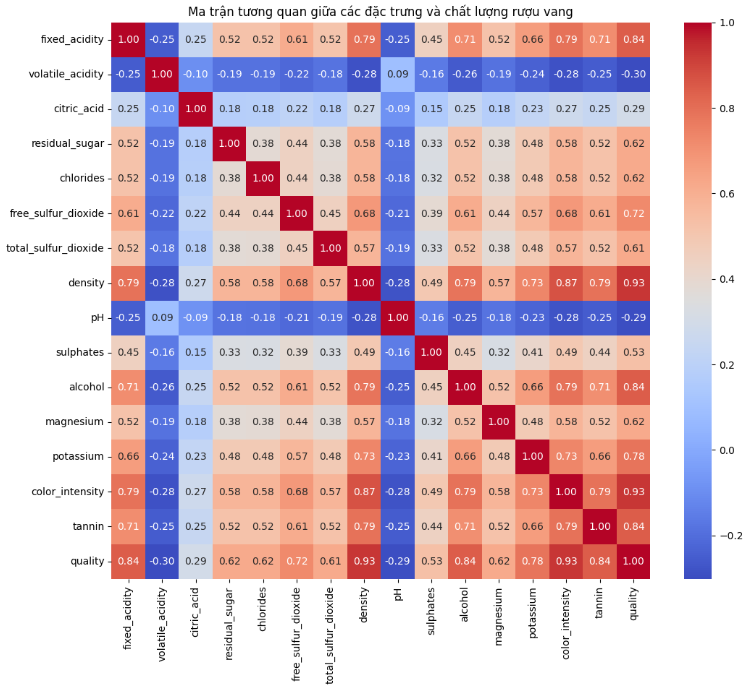 Ma trận tương quan giữa các đặc trưng và chất lượng rượu vang
fixed_acidity 1.00 -0.25 0.25 0.52 0.52 0.61 0.52 0.79 -0.25 0.45 0.71 0.52 0.66 0.79 0.71 0.84
volatile_acidity -0.25 1.00 -0.10 -0.19 -0.19 -0.22 -0.18 -0.28 0.09 -0.16 -0.26 -0.19 -0.24 -0.28 -0.25 -0.30
citric_acid 0.25 -0.10 1.00 0.18 0.18 0.22 0.18 0.27 -0.09 0.15 0.25 0.18 0.23 0.27 0.25 0.29
residual_sugar 0.52 -0.19 0.18 1.00 0.38 0.44 0.38 0.58 -0.18 0.33 0.52 0.38 0.48 0.58 0.52 0.62
chlorides 0.52 -0.19 0.18 0.38 1.00 0.44 0.38 0.58 -0.18 0.32 0.52 0.38 0.48 0.58 0.52 0.62
free_sulfur_dioxide 0.61 -0.22 0.22 0.44 0.44 1.00 0.45 0.68 -0.21 0.39 0.61 0.44 0.57 0.68 0.61 0.72
total_sulfur_dioxide 0.52 -0.18 0.18 0.38 0.38 0.45 1.00 0.57 -0.19 0.33 0.52 0.38 0.48 0.57 0.52 0.61
density 0.79 -0.28 0.27 0.58 0.58 0.68 0.57 1.00 -0.28 0.49 0.79 0.57 0.73 0.87 0.79 0.93
pH -0.25 0.09 -0.09 -0.18 -0.18 -0.21 -0.19 -0.28 1.00 -0.16 -0.25 -0.18 -0.23 -0.28 -0.25 -0.29
sulphates 0.45 -0.16 0.15 0.33 0.32 0.39 0.33 0.49 -0.16 1.00 0.45 0.32 0.41 0.49 0.44 0.53
alcohol 0.71 -0.26 0.25 0.52 0.52 0.61 0.52 0.79 -0.25 0.45 1.00 0.52 0.66 0.79 0.71 0.84
magnesium 0.52 -0.19 0.18 0.38 0.38 0.44 0.38 0.57 -0.18 0.32 0.52 1.00 0.48 0.58 0.52 0.62
potassium 0.66 -0.24 0.23 0.48 0.48 0.57 0.48 0.73 -0.23 0.41 0.66 0.48 1.00 0.73 0.66 0.78
color_intensity 0.79 -0.28 0.27 0.58 0.58 0.68 0.57 0.87 -0.28 0.49 0.79 0.58 0.73 1.00 0.79 0.93
tannin 0.71 -0.25 0.25 0.52 0.52 0.61 0.52 0.79 -0.25 0.44 0.71 0.52 0.66 0.79 1.00 0.84
quality 0.84 -0.30 0.29 0.62 0.62 0.72 0.61 0.93 -0.29 0.53 0.84 0.62 0.78 0.93 0.84 1.00
fixed_acidity volatile_acidity citric_acid residual_sugar chlorides free_sulfur_dioxide total_sulfur_dioxide density pH sulphates alcohol magnesium potassium color_intensity tannin quality
1.0
0.8
0.6
0.4
0.2
0.0
−0.2